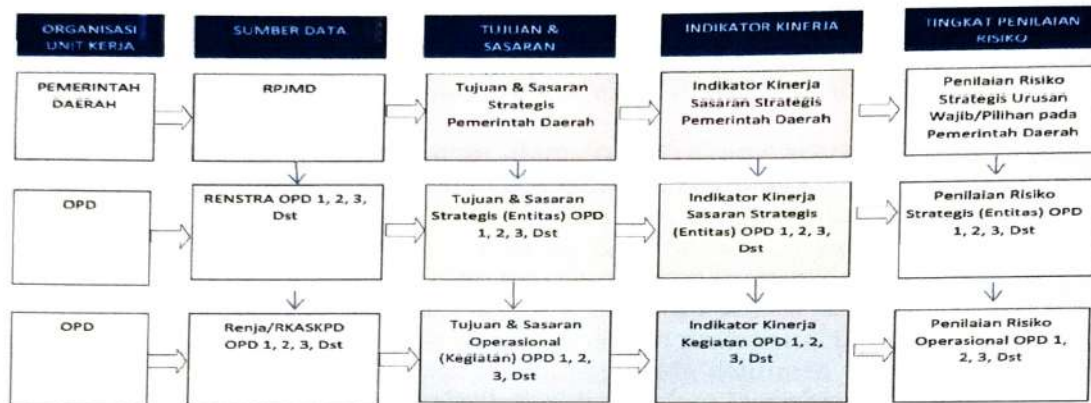 ORGANISASI
UNIT KERJA
SUMBER DATA
TUJUAN &
SASARAN
INDIKATOR KINERJA
TINGKAT PENILAIAN
RISIKO
PEMERINTAH
DAERAH
RPJMD
Tujuan & Sasaran
Strategis
Pemerintah Daerah
Indikator Kinerja
Sasaran Strategis
Pemerintah Daerah
Penilaian Risiko
Strategis Urusan
Wajib/Pilihan pada
Pemerintah Daerah
OPD
RENSTRA OPD 1, 2, 3,
Dst
Tujuan & Sasaran
Strategis (Entitas) OPD
1, 2, 3, Dst
Indikator Kinerja
Sasaran Strategis
(Entitas) OPD 1, 2, 3,
Dst
Penilaian Risiko
Strategis (Entitas) OPD
1, 2, 3, Dst
OPD
Renja/RKASKPD
OPD 1, 2, 3, Dst
Tujuan & Sasaran
Operasional
(Kegiatan) OPD 1, 2,
3, Dst
Indikator Kinerja
Kegiatan OPD 1, 2,
3, Dst
Penilaian Risiko
Operasional OPD 1,
2, 3, Dst